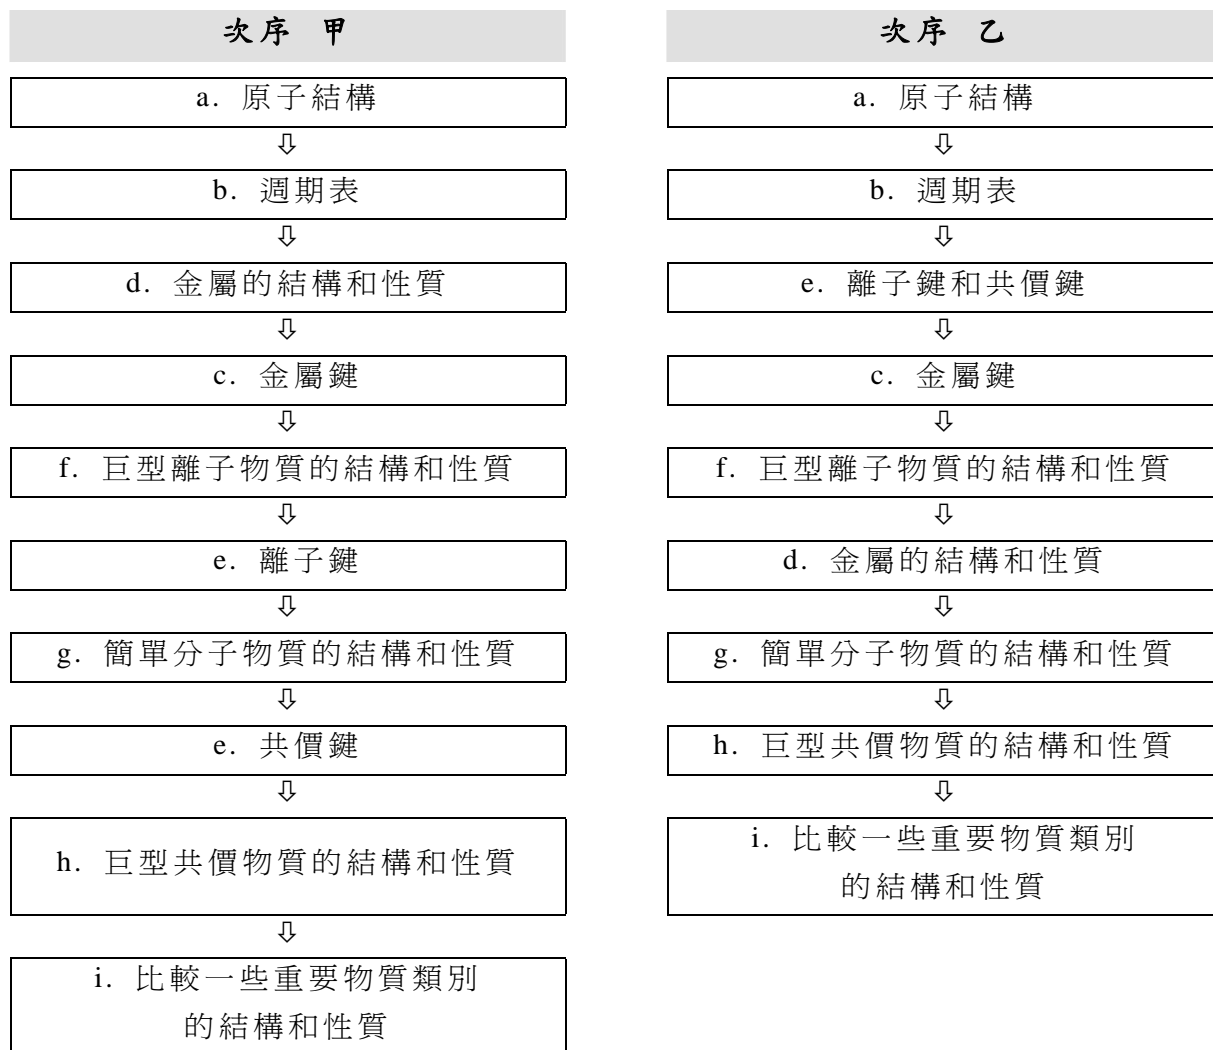 次序 甲
a. 原子結構
⇩
b. 週期表
⇩
d. 金屬的結構和性質
⇩
c. 金屬鍵
⇩
f. 巨型離子物質的結構和性質
⇩
e. 離子鍵
⇩
g. 簡單分子物質的結構和性質
⇩
e. 共價鍵
⇩
h. 巨型共價物質的結構和性質
⇩
i. 比較一些重要物質類別
的結構和性質
次序 乙
a. 原子結構
⇩
b. 週期表
⇩
e. 離子鍵和共價鍵
⇩
c. 金屬鍵
⇩
f. 巨型離子物質的結構和性質
⇩
d. 金屬的結構和性質
⇩
g. 簡單分子物質的結構和性質
⇩
h. 巨型共價物質的結構和性質
⇩
i. 比較一些重要物質類別
的結構和性質